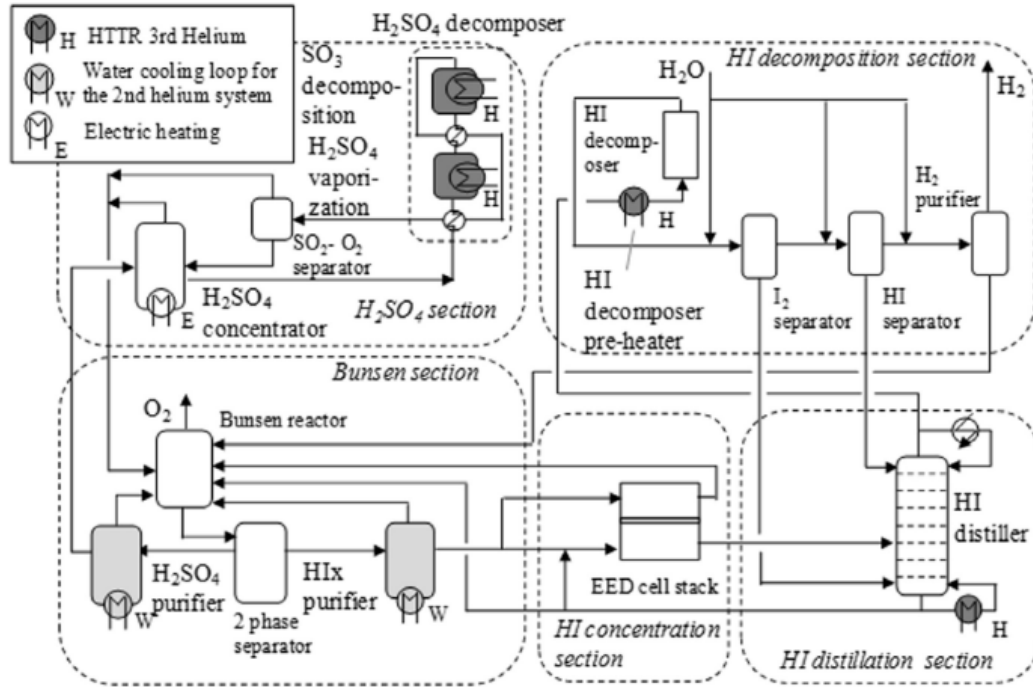 H
HTTR 3rd Helium
Water cooling loop for
the 2nd helium system
W
Electric heating
E
H₂SO₄ decomposer
SO₃
decompo-
sition
H
H₂SO₄
vapori-
zation
H
SO₂- O₂
separator
E
H₂SO₄
concentrator
H₂SO₄ section
HI decomposition section
H₂O
H₂
HI
decomp-
oser
H
H₂
purifier
HI
decomposer
pre-heater
I₂
separator
HI
separator
Bunsen section
O₂
Bunsen reactor
H₂SO₄
purifier
W
2 phase
separator
HIx
purifier
W
EED cell stack
HI concentration
section
HI
distiller
H
HI distillation section